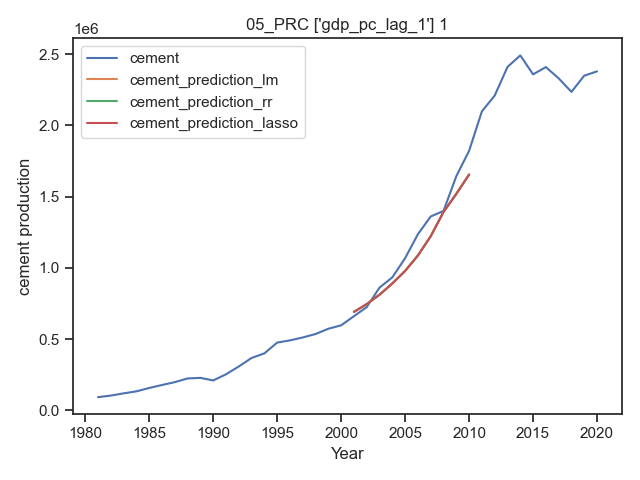 05_PRC ['gdp_pc_lag_1'] 1
1e6
cement
cement_prediction_lm
cement_prediction_rr
cement_prediction_lasso
2.5
2.0
1.5
1.0
0.5
0.0
cement production
1980 1985 1990 1995 2000 2005 2010 2015 2020
Year